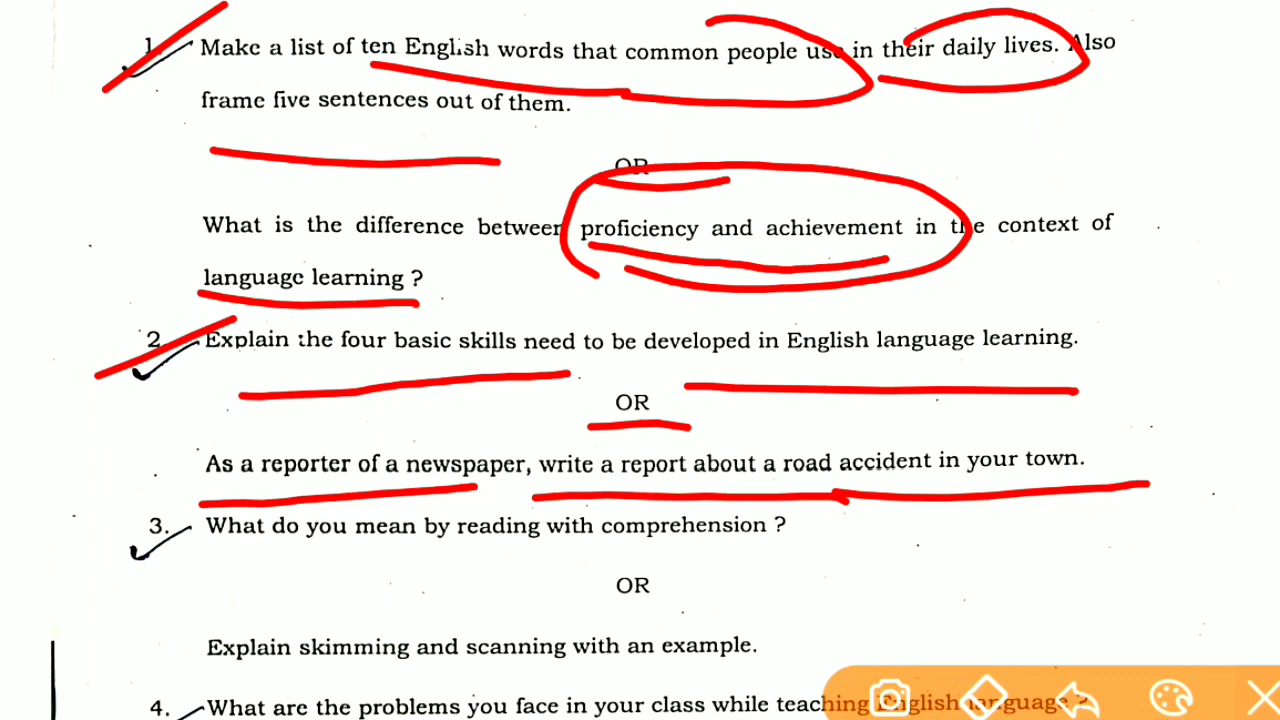 1. Make a list of ten English words that common people use in their daily lives. Also
frame five sentences out of them.
OR
What is the difference between proficiency and achievement in the context of
language learning ?
2. Explain the four basic skills need to be developed in English language learning.
OR
As a reporter of a newspaper, write a report about a road accident in your town.
3. What do you mean by reading with comprehension ?
OR
Explain skimming and scanning with an example.
4. What are the problems you face in your class while teaching English language ?